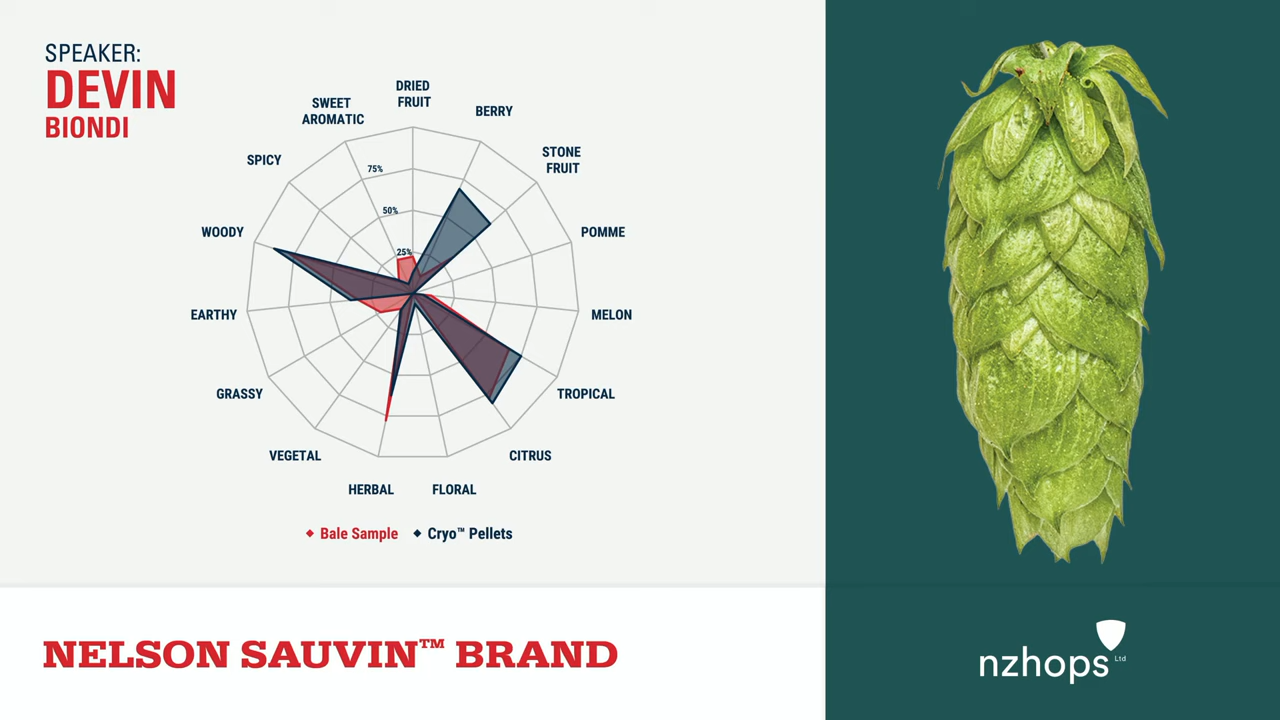 SPEAKER:
DEVIN
BIONDI
DRIED
FRUIT
BERRY
STONE
FRUIT
POMME
MELON
TROPICAL
CITRUS
FLORAL
HERBAL
VEGETAL
GRASSY
EARTHY
WOODY
SPICY
SWEET
AROMATIC
75%
50%
25%
Bale Sample
Cryo™ Pellets
NELSON SAUVIN™ BRAND
nzhops Ltd